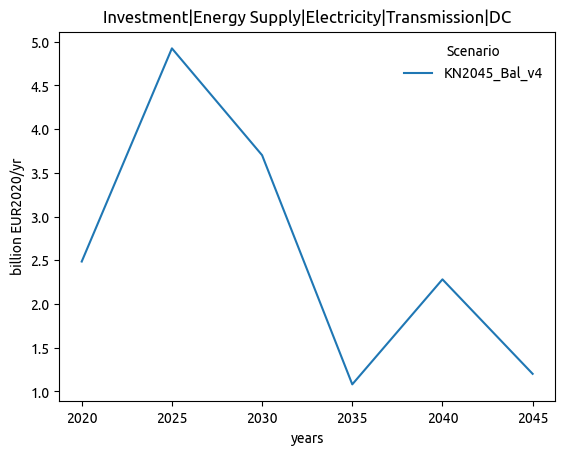 Investment|Energy Supply|Electricity|Transmission|DC
Scenario
KN2045_Bal_v4
billion EUR2020/yr
5.0
4.5
4.0
3.5
3.0
2.5
2.0
1.5
1.0
2020 2025 2030 2035 2040 2045
years